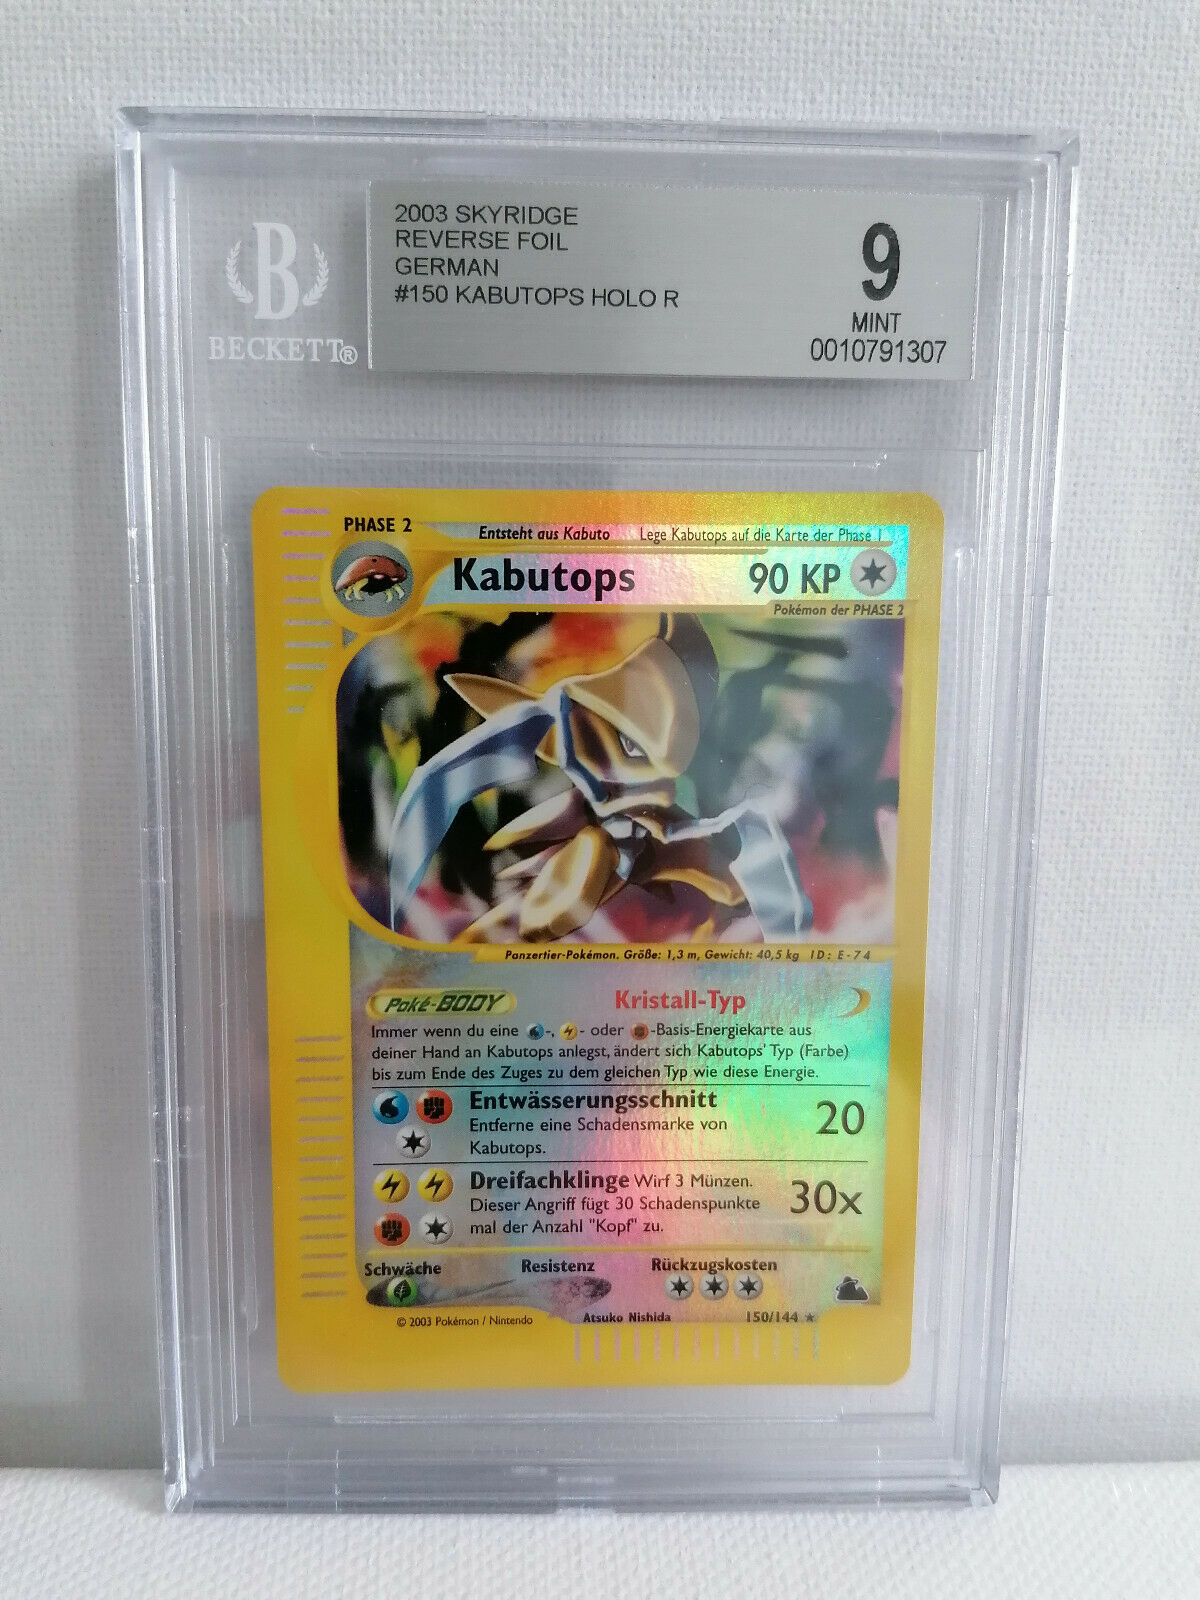 B
BECKETT®
2003 SKYRIDGE
REVERSE FOIL
GERMAN
#150 KABUTOPS HOLO R
9
MINT
0010791307
PHASE 2
Entsteht aus Kabuto Lege Kabutops auf die Karte der Phase 1
Kabutops 90 KP
Pokémon der PHASE 2
Panzertier-Pokémon. Größe: 1,3 m, Gewicht: 40,5 kg ID: E-74
Poké-BODY Kristall-Typ
Immer wenn du eine -, - oder -Basis-Energiekarte aus
deiner Hand an Kabutops anlegst, ändert sich Kabutops' Typ (Farbe)
bis zum Ende des Zuges zu dem gleichen Typ wie diese Energie.
Entwässerungsschnitt 20
Entferne eine Schadensmarke von
Kabutops.
Dreifachklinge Wirf 3 Münzen.
Dieser Angriff fügt 30 Schadenspunkte 30x
mal der Anzahl "Kopf" zu.
Schwäche Resistenz Rückzugskosten
© 2003 Pokémon / Nintendo Atsuko Nishida 150/144 ★